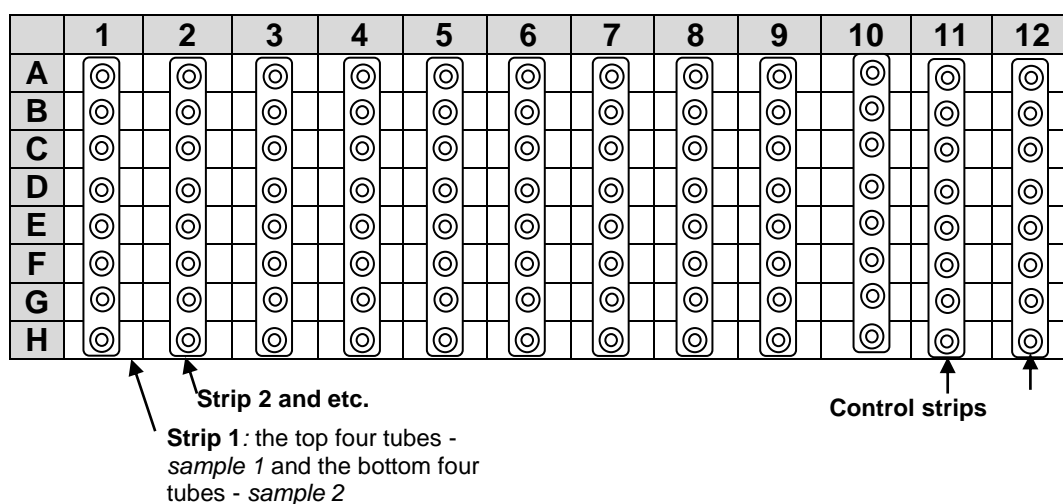 1 2 3 4 5 6 7 8 9 10 11 12
A
B
C
D
E
F
G
H
Strip 2 and etc.
Control strips
Strip 1: the top four tubes -
sample 1 and the bottom four
tubes - sample 2